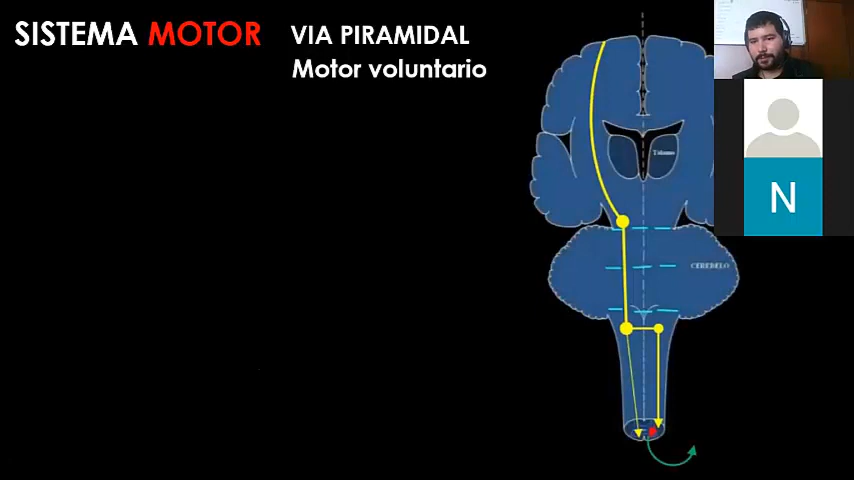 SISTEMA MOTOR
VIA PIRAMIDAL
Motor voluntario
Tálamo
CEREBELO
N